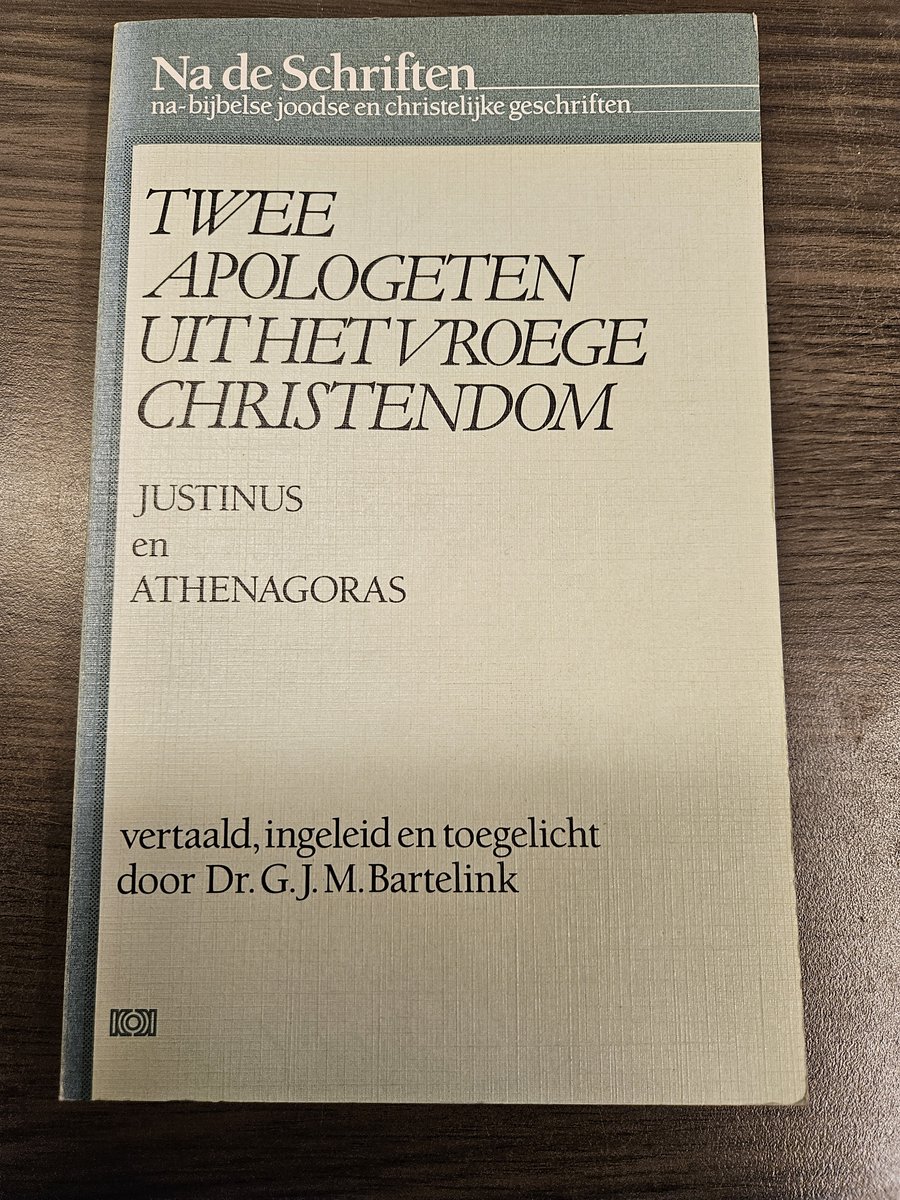 Na de Schriften
na-bijbelse joodse en christelijke geschriften
TWEE
APOLOGETEN
UIT HET VROEGE
CHRISTENDOM
JUSTINUS
en
ATHENAGORAS
vertaald, ingeleid en toegelicht
door Dr. G. J. M. Bartelink